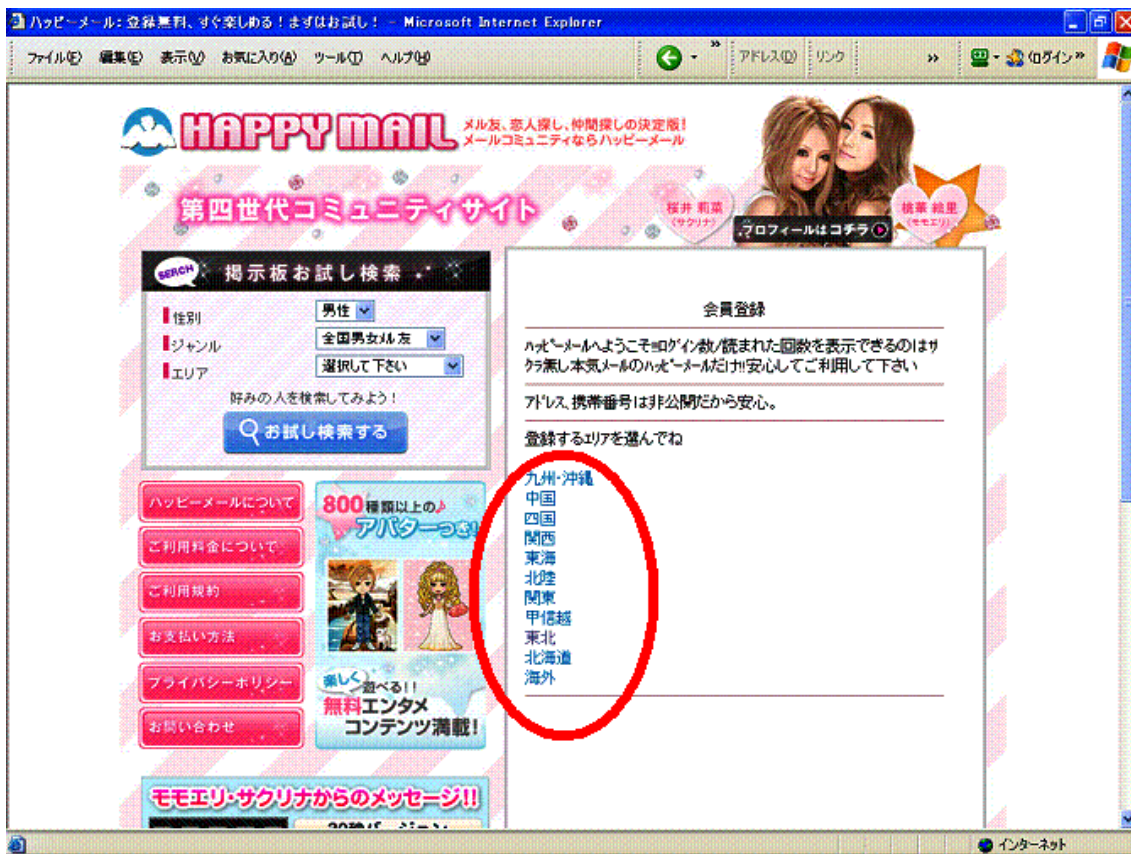 ハッピーメール：登録無料、すぐ楽しめる！まずはお試し！ - Microsoft Internet Explorer
ファイル(F) 編集(E) 表示(V) お気に入り(A) ツール(T) ヘルプ(H)
アドレス(D) リンク
(ログイン)
HAPPY MAIL
メル友、恋人探し、仲間探しの決定版！
メールコミュニティならハッピーメール
第四世代コミュニティサイト
桜井 莉菜
(サクリナ)
桃華 絵里
(モモエリ)
プロフィールはコチラ
SERCH
掲示板お試し検索
性別 男性
ジャンル 全国男女メル友
エリア 選択して下さい
好みの人を検索してみよう！
お試し検索する
ハッピーメールについて
ご利用料金について
ご利用規約
お支払い方法
プライバシーポリシー
お問い合わせ
800種類以上の♪
アバターつき!
楽しく遊べる!!
無料エンタメ
コンテンツ満載!
モモエリ・サクリナからのメッセージ!!
会員登録
ﾊｯﾋﾟｰﾒｰﾙへようこそ≡ﾛｸﾞｲﾝ数/読まれた回数を表示できるのはｻ
ｸﾗ無し本気ﾒｰﾙのﾊｯﾋﾟｰﾒｰﾙだけ!!安心してご利用して下さい
ｱﾄﾞﾚｽ､携帯番号は非公開だから安心。
登録するｴﾘｱを選んでね
九州･沖縄
中国
四国
関西
東海
北陸
関東
甲信越
東北
北海道
海外
インターネット